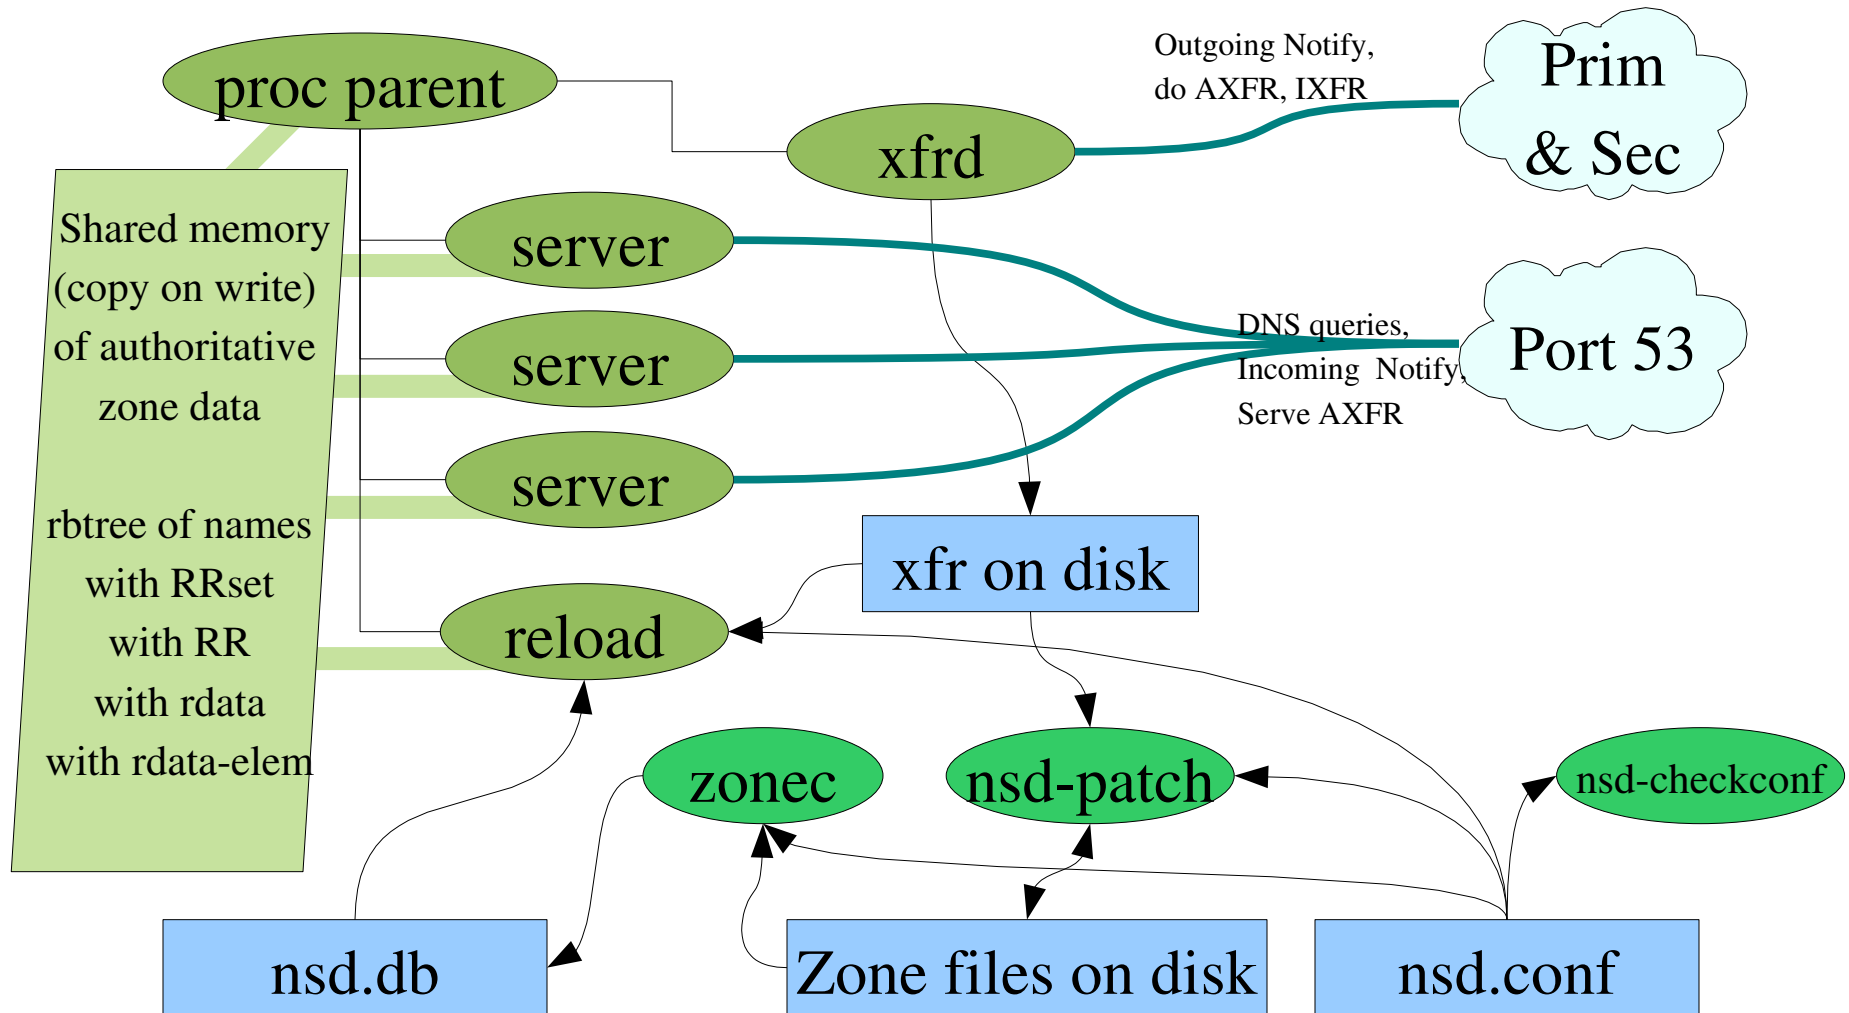 proc parent
Outgoing Notify,
do AXFR, IXFR
Prim
& Sec
xfrd
Shared memory
(copy on write)
of authoritative
zone data
rbtree of names
with RRset
with RR
with rdata
with rdata-elem
server
server
server
DNS queries,
Incoming Notify,
Serve AXFR
Port 53
xfr on disk
reload
zonec
nsd-patch
nsd-checkconf
nsd.db
Zone files on disk
nsd.conf